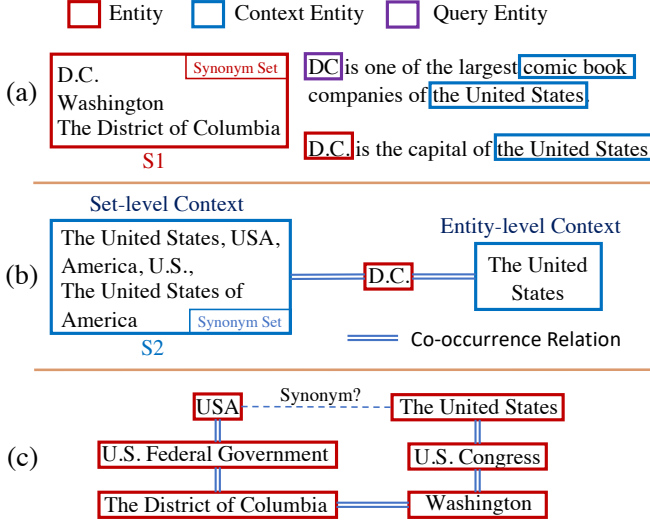 Entity Context Entity Query Entity
(a)
D.C. Synonym Set
Washington
The District of Columbia
S1
DC is one of the largest comic book
companies of the United States.
D.C. is the capital of the United States
(b)
Set-level Context
The United States, USA,
America, U.S.,
The United States of
America Synonym Set
S2
D.C.
Entity-level Context
The United
States
Co-occurrence Relation
(c)
USA Synonym? The United States
U.S. Federal Government U.S. Congress
The District of Columbia Washington